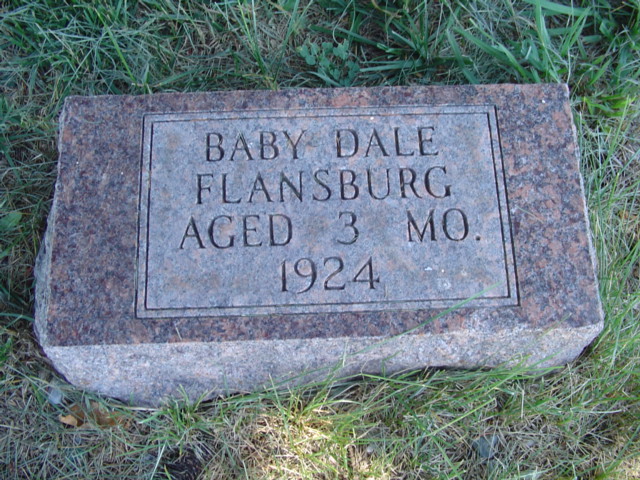 BABY DALE
FLANSBURG
AGED 3 MO.
1924